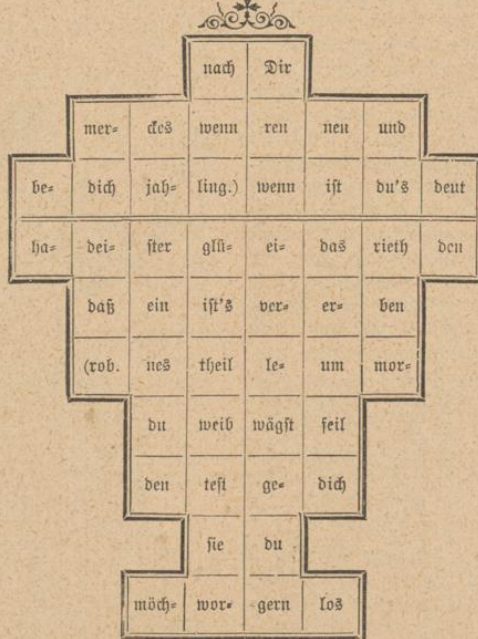 nach Dir
mer= ckes wenn ren nen und
be= dich jah= ling.) wenn ist du's deut
ha= dei= ster glü= ei= das rieth den
daß ein ist's ver= er= ben
(rob. nes theil le= um mor=
du weib wägst feil
den test ge= dich
sie du
möch= wor= gern los